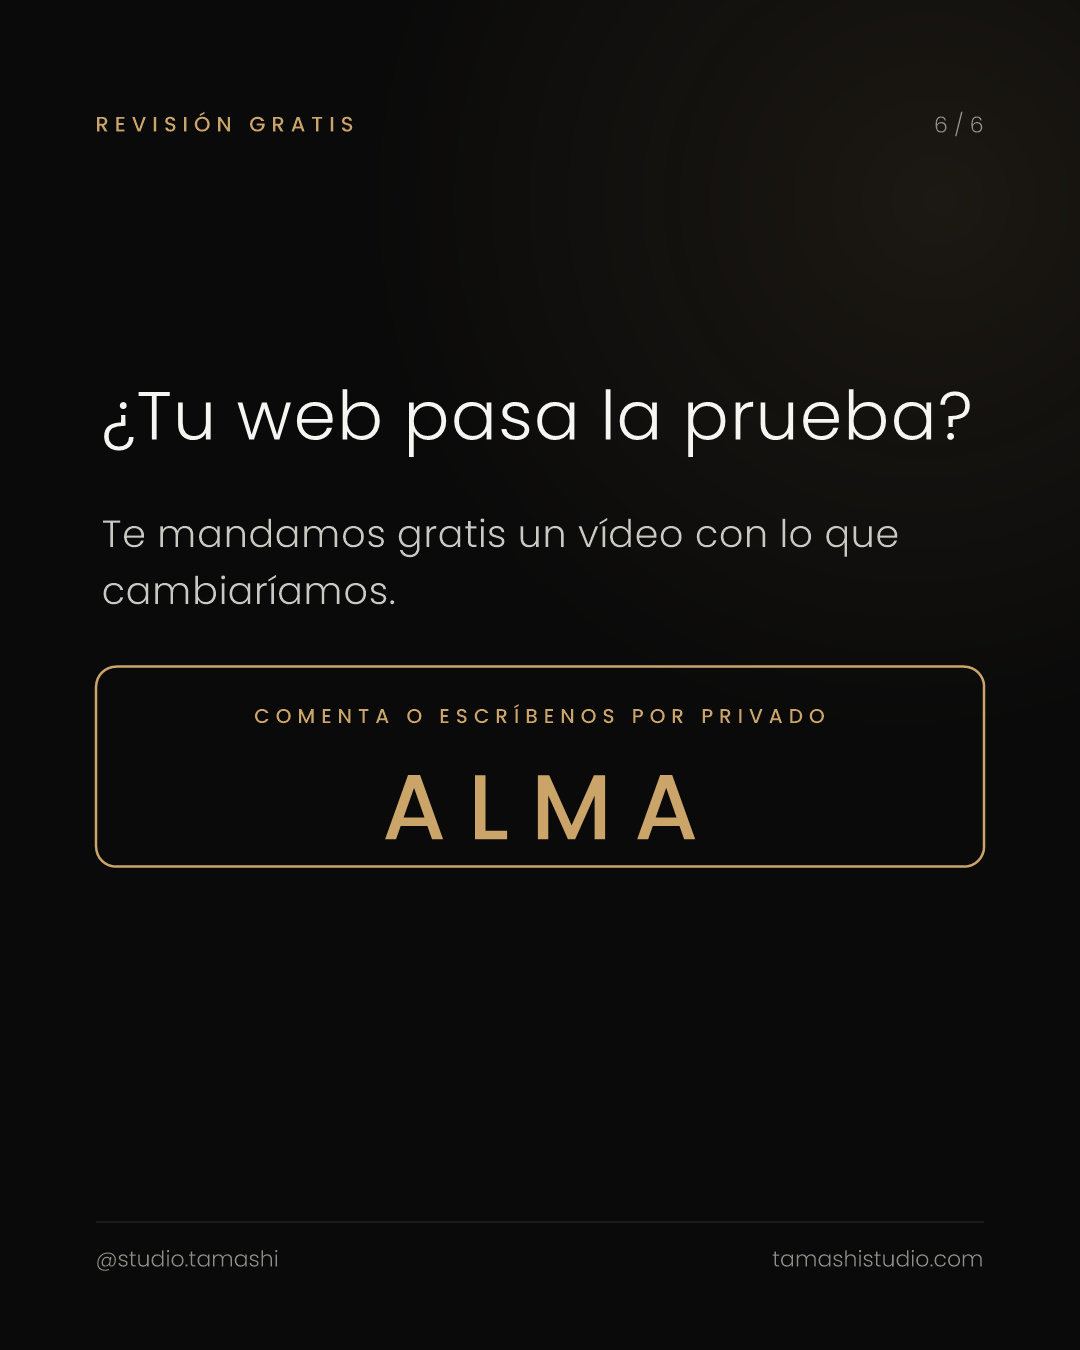 REVISIÓN GRATIS
6 / 6
¿Tu web pasa la prueba?
Te mandamos gratis un vídeo con lo que
cambiaríamos.
COMENTA O ESCRÍBENOS POR PRIVADO
ALMA
@studio.tamashi
tamashistudio.com